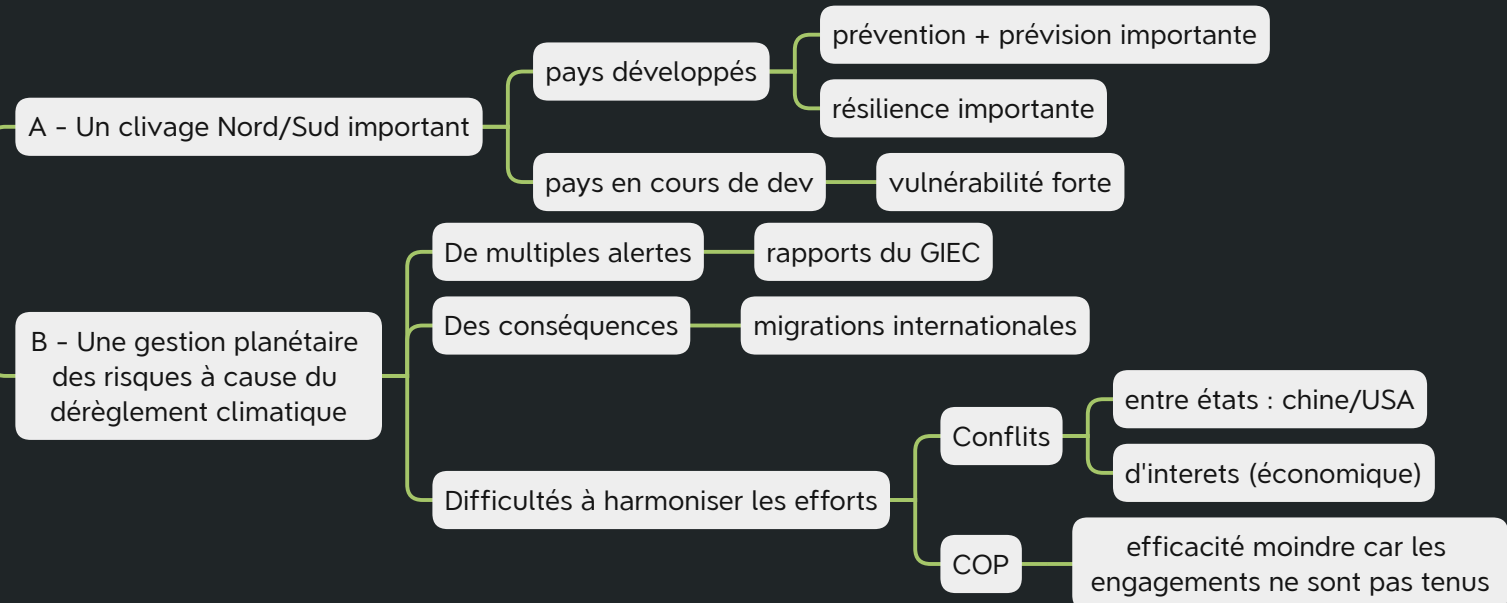 A - Un clivage Nord/Sud important
pays développés
prévention + prévision importante
résilience importante
pays en cours de dev
vulnérabilité forte
B - Une gestion planétaire
des risques à cause du
dérèglement climatique
De multiples alertes
rapports du GIEC
Des conséquences
migrations internationales
Difficultés à harmoniser les efforts
Conflits
entre états : chine/USA
d'interets (économique)
COP
efficacité moindre car les
engagements ne sont pas tenus